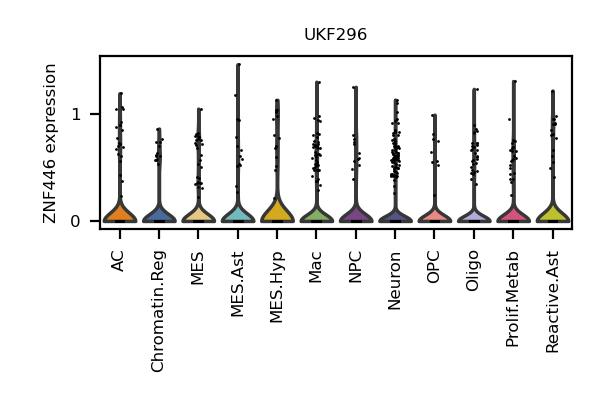 UKF296
ZNF446 expression
1
0
AC
Chromatin.Reg
MES
MES.Ast
MES.Hyp
Mac
NPC
Neuron
OPC
Oligo
Prolif.Metab
Reactive.Ast